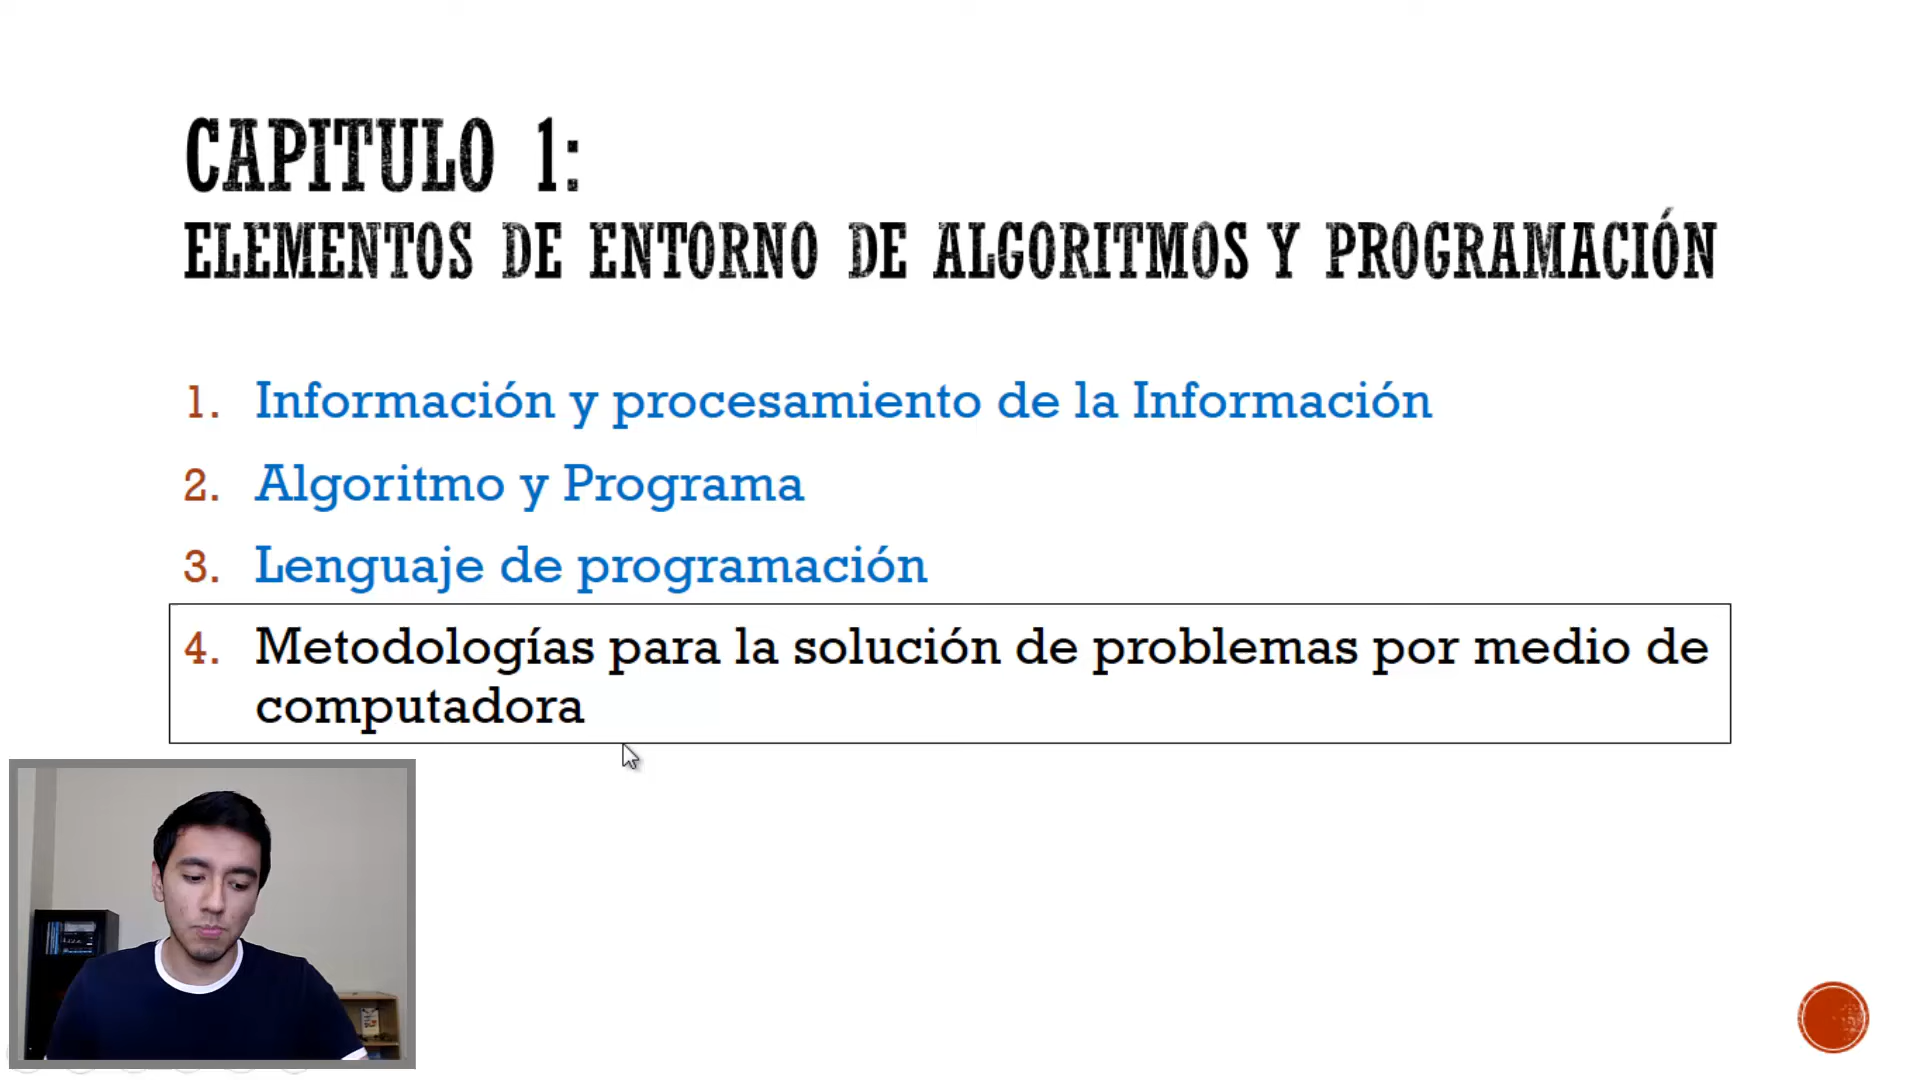 CAPITULO 1:
ELEMENTOS DE ENTORNO DE ALGORITMOS Y PROGRAMACIÓN
1. Información y procesamiento de la Información
2. Algoritmo y Programa
3. Lenguaje de programación
4. Metodologías para la solución de problemas por medio de
computadora